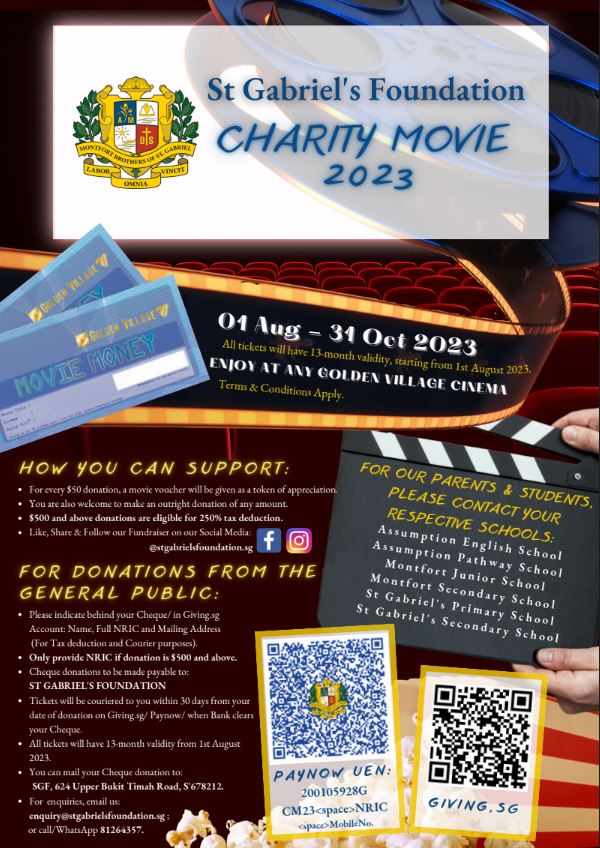 St Gabriel's Foundation
CHARITY MOVIE
2023
A M
D S
MONTFORT BROTHERS OF ST. GABRIEL
LABOR VINCIT
OMNIA
GOLDEN VILLAGE
MONEY
GOLDEN VILLAGE
MOVIE MONEY
Movie Title :
Cinema :
01 Aug – 31 Oct 2023
All tickets will have 13-month validity, starting from 1st August 2023.
ENJOY AT ANY GOLDEN VILLAGE CINEMA
Terms & Conditions Apply.
HOW YOU CAN SUPPORT:
• For every $50 donation, a movie voucher will be given as a token of appreciation.
• You are also welcome to make an outright donation of any amount.
• $500 and above donations are eligible for 250% tax deduction.
• Like, Share & Follow our Fundraiser on our Social Media:
@stgabrielsfoundation.sg
FOR DONATIONS FROM THE
GENERAL PUBLIC:
• Please indicate behind your Cheque/ in Giving.sg
Account: Name, Full NRIC and Mailing Address
(For Tax deduction and Courier purposes).
• Only provide NRIC if donation is $500 and above.
• Cheque donations to be made payable to:
ST GABRIEL'S FOUNDATION
• Tickets will be couriered to you within 30 days from your
date of donation on Giving.sg/ Paynow/ when Bank clears
your Cheque.
• All tickets will have 13-month validity from 1st August
2023.
• You can mail your Cheque donation to:
SGF, 624 Upper Bukit Timah Road, S'678212.
• For enquiries, email us:
enquiry@stgabrielsfoundation.sg ;
or call/WhatsApp 81264357.
FOR OUR PARENTS & STUDENTS,
PLEASE CONTACT YOUR
RESPECTIVE SCHOOLS:
Assumption English School
Assumption Pathway School
Montfort Junior School
Montfort Secondary School
St Gabriel's Primary School
St Gabriel's Secondary School
PAYNOW UEN:
200105928G
CM23<space>NRIC
<space>MobileNo.
GIVING.SG